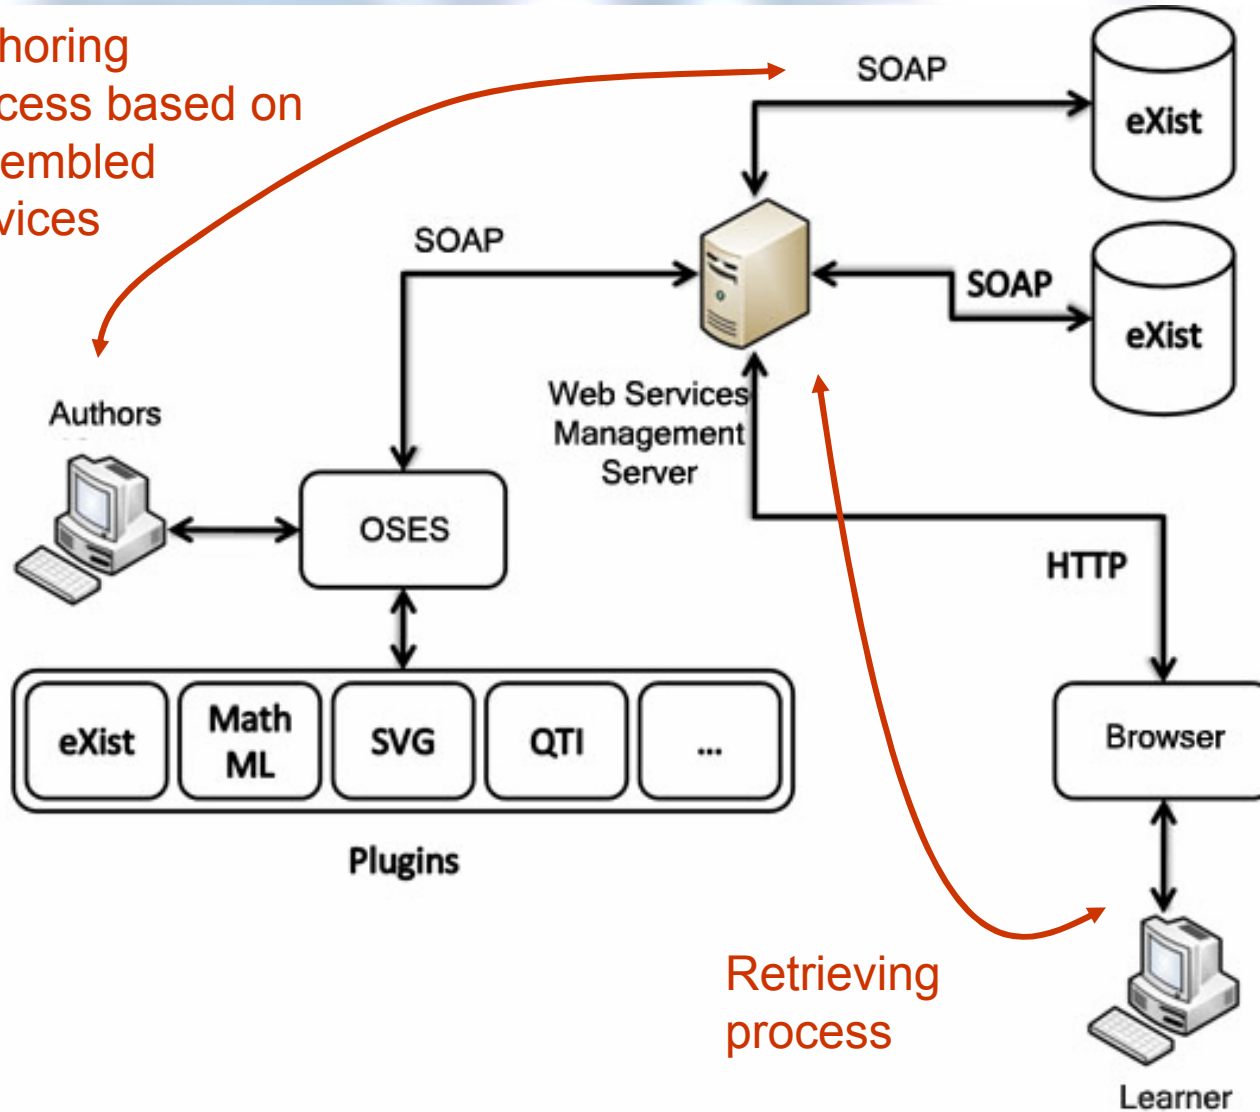 horing
cess based on
embled
vices
SOAP
eXist
SOAP
SOAP
eXist
Authors
Web Services
Management
Server
OSES
HTTP
eXist
Math
ML
SVG
QTI
...
Browser
Plugins
Retrieving
process
Learner